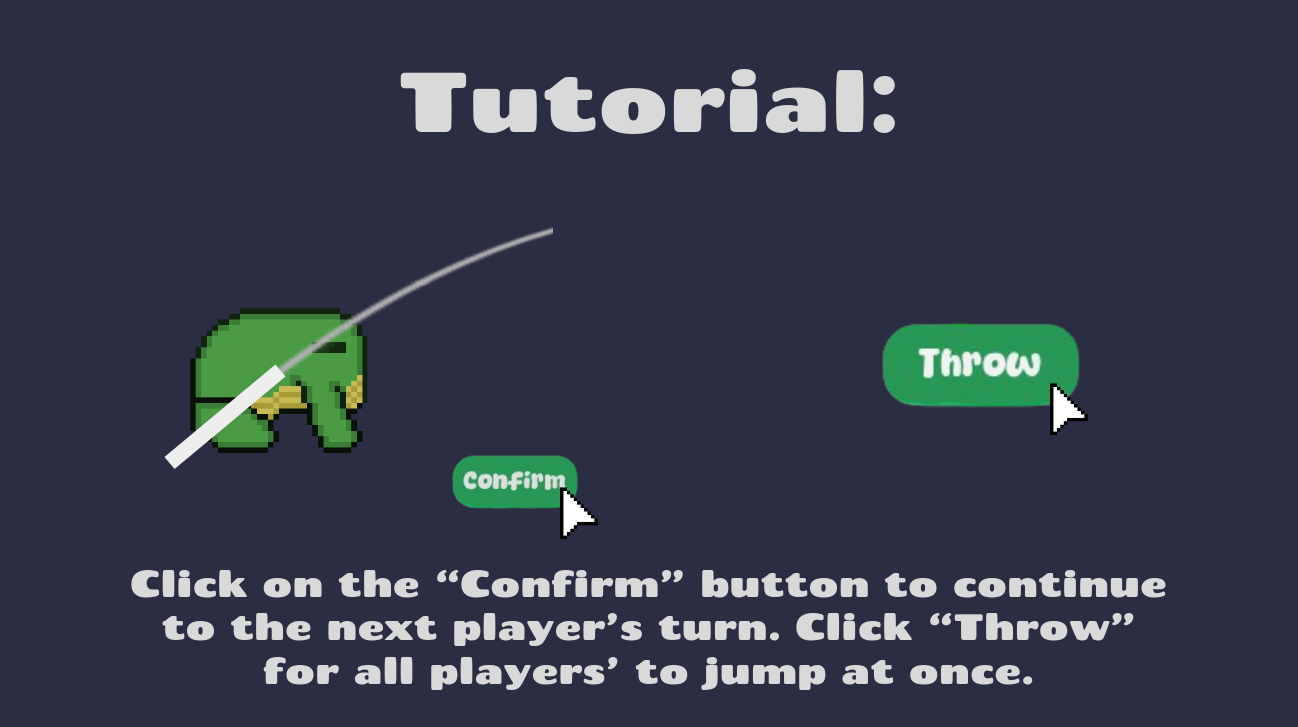 Tutorial:
Throw
Confirm
Click on the “Confirm” button to continue
to the next player’s turn. Click “Throw”
for all players’ to jump at once.